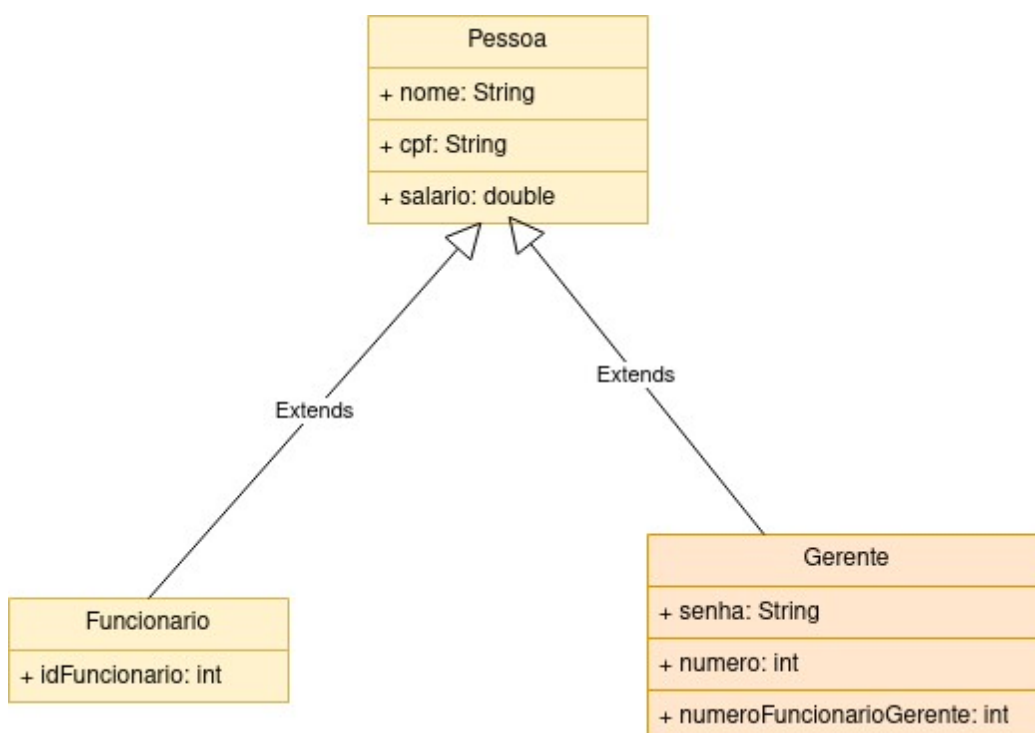 Pessoa
+ nome: String
+ cpf: String
+ salario: double
Extends
Extends
Gerente
+ senha: String
+ numero: int
+ numeroFuncionarioGerente: int
Funcionario
+ idFuncionario: int